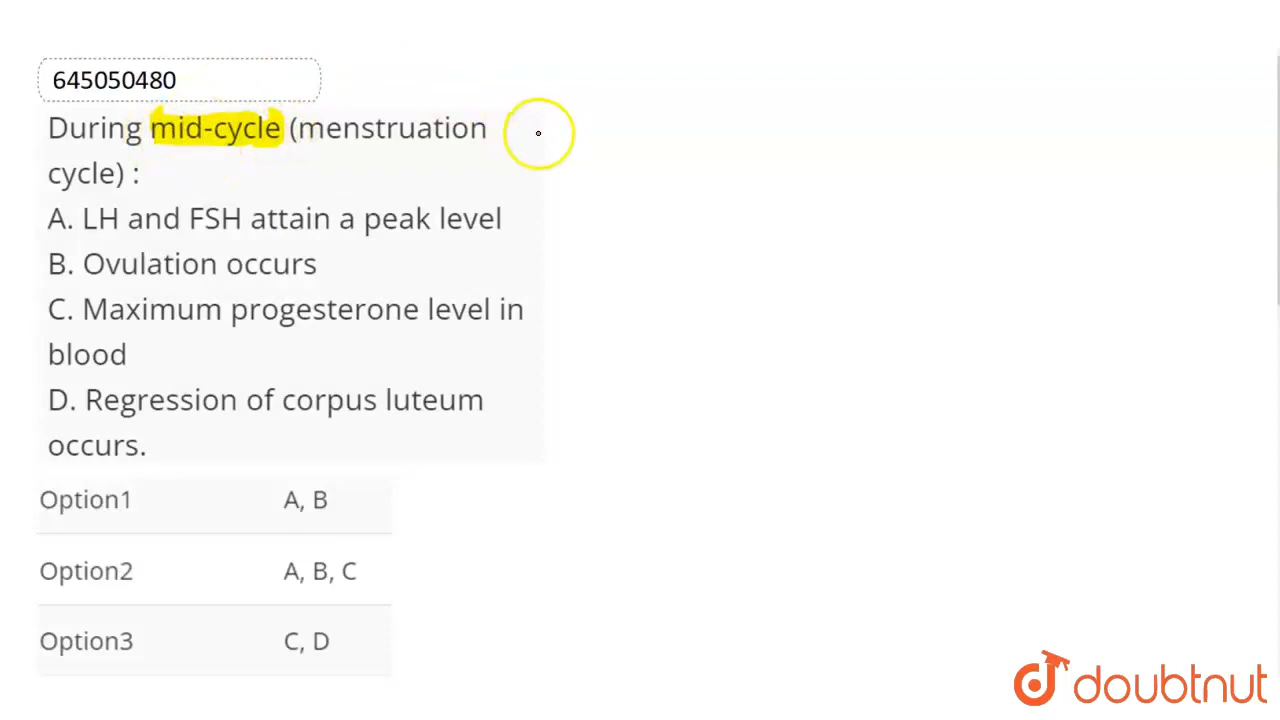 645050480
During mid-cycle (menstruation
cycle) :
A. LH and FSH attain a peak level
B. Ovulation occurs
C. Maximum progesterone level in
blood
D. Regression of corpus luteum
occurs.
Option1 A, B
Option2 A, B, C
Option3 C, D
doubtnut